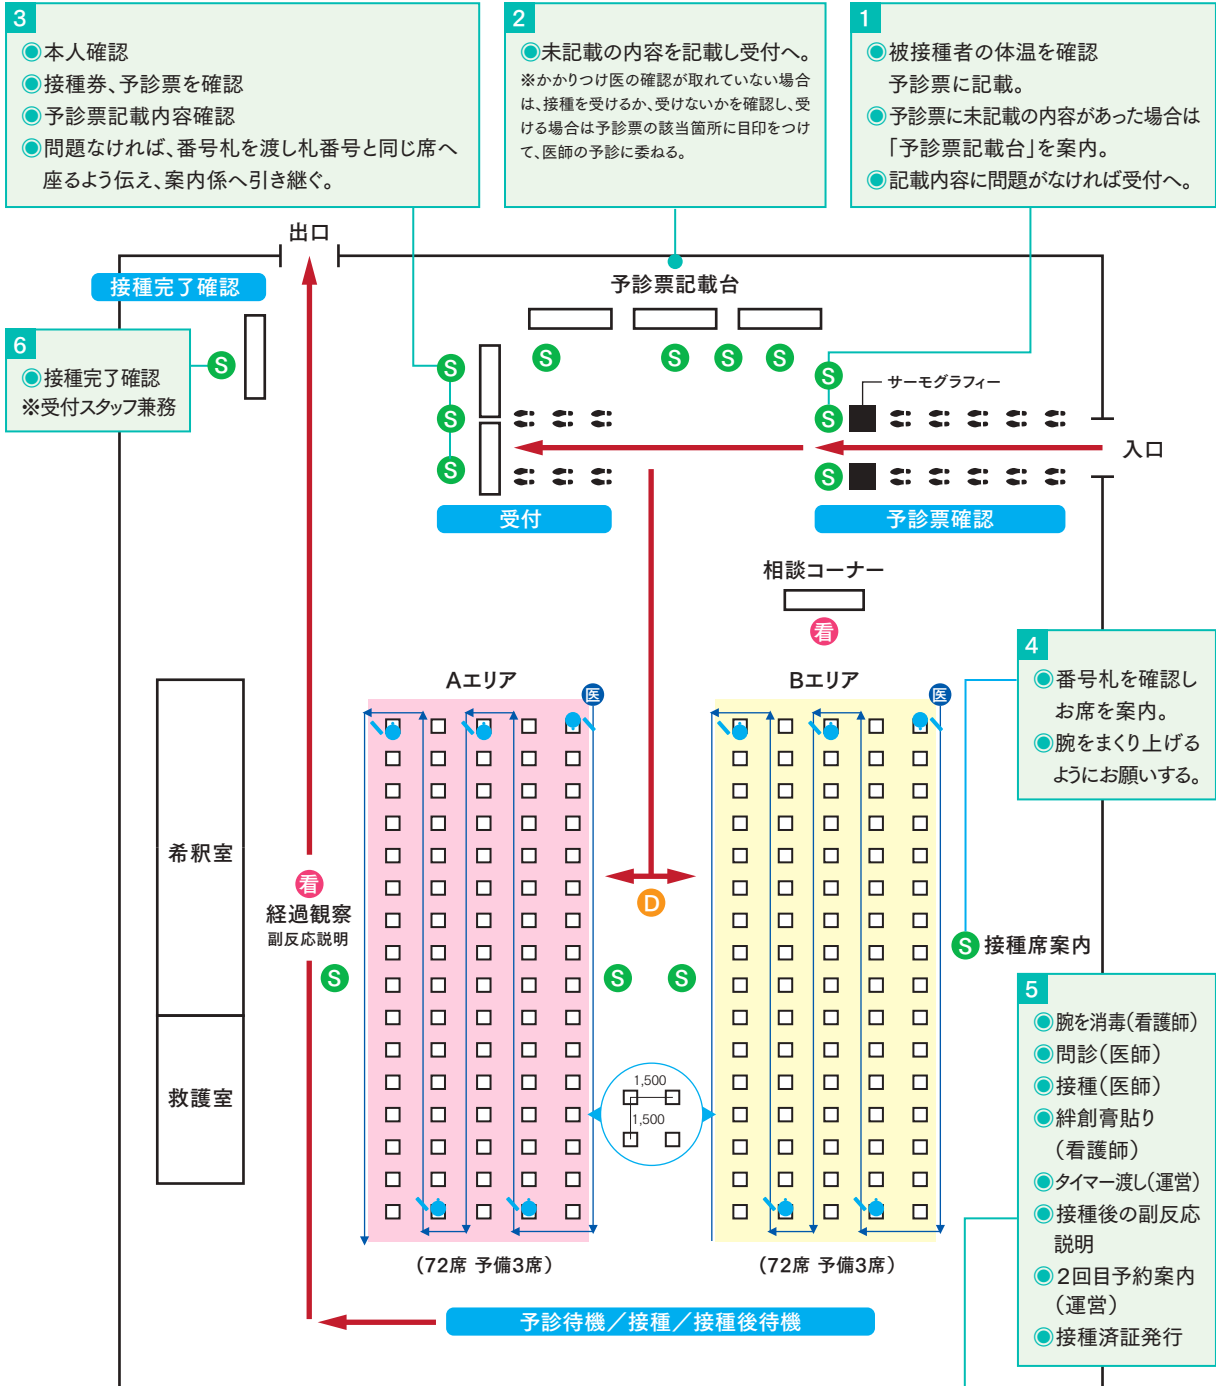 3
◉本人確認
◉接種券、予診票を確認
◉予診票記載内容確認
◉問題なければ、番号札を渡し札番号と同じ席へ
座るよう伝え、案内係へ引き継ぐ。
2
◉未記載の内容を記載し受付へ。
※かかりつけ医の確認が取れていない場合
は、接種を受けるか、受けないかを確認し、受
ける場合は予診票の該当箇所に目印をつけ
て、医師の予診に委ねる。
1
◉被接種者の体温を確認
予診票に記載。
◉予診票に未記載の内容があった場合は
「予診票記載台」を案内。
◉記載内容に問題がなければ受付へ。
出口
接種完了確認
予診票記載台
6
◉接種完了確認
※受付スタッフ兼務
S
S
S
S
S
S
S
S
S
S
S
サーモグラフィー
入口
受付
予診票確認
相談コーナー
看
4
◉番号札を確認し
お席を案内。
◉腕をまくり上げる
ようにお願いする。
Aエリア
医
Bエリア
医
希釈室
看
経過観察
副反応説明
S
D
S
S
S
接種席案内
救護室
1,500
1,500
5
◉腕を消毒(看護師)
◉問診(医師)
◉接種(医師)
◉絆創膏貼り
(看護師)
◉タイマー渡し(運営)
◉接種後の副反応
説明
◉2回目予約案内
(運営)
◉接種済証発行
(72席 予備3席)
(72席 予備3席)
予診待機／接種／接種後待機